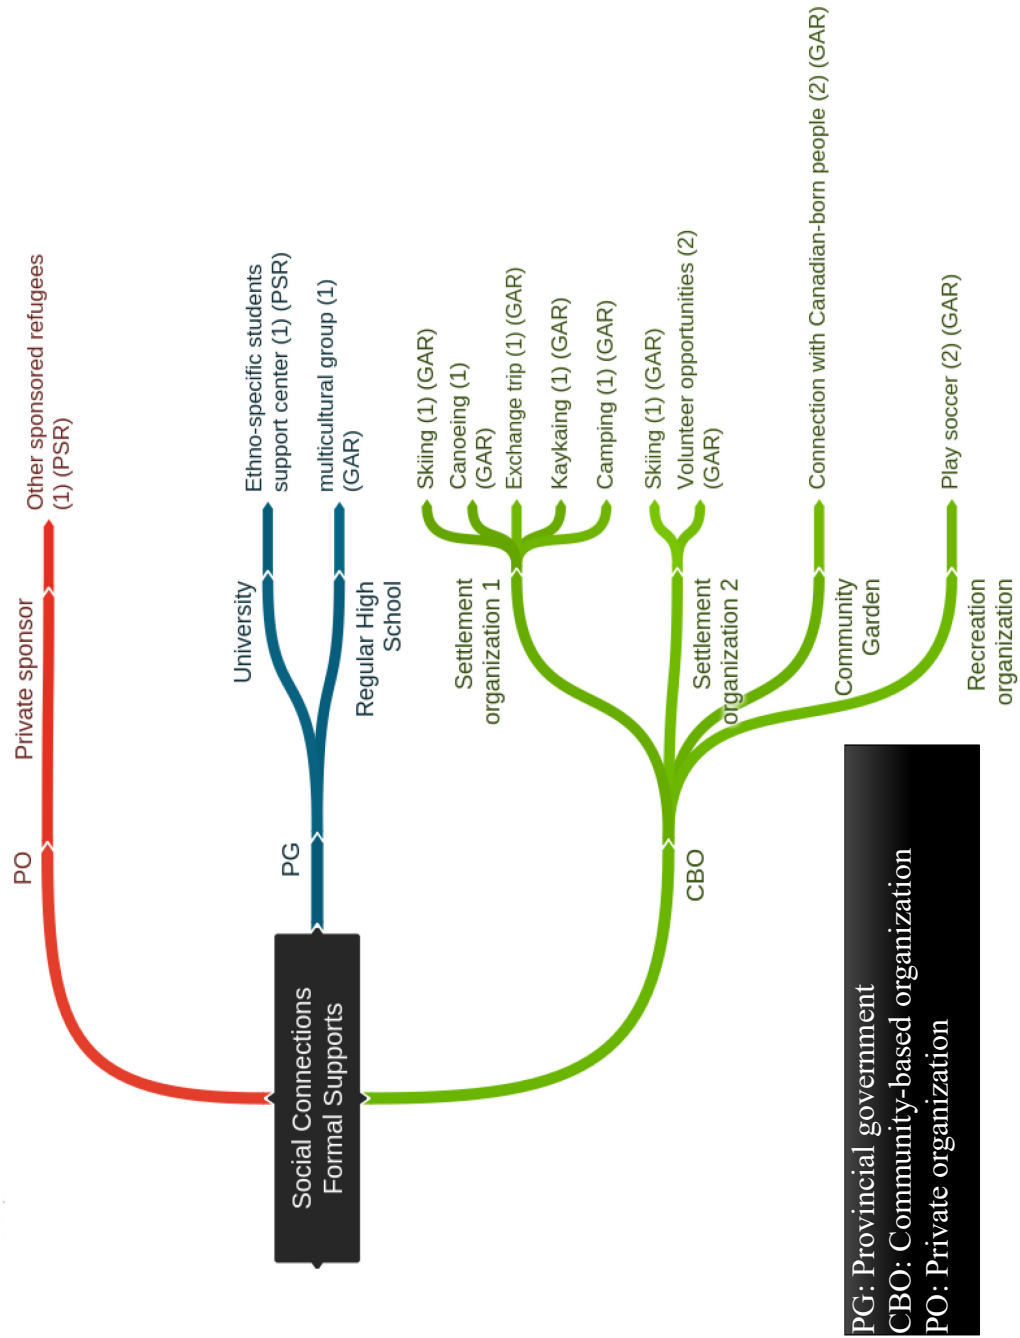 Social Connections
Formal Supports
PO
Private sponsor
Other sponsored refugees
(1) (PSR)
PG
University
Ethno-specific students
support center (1) (PSR)
Regular High
School
multicultural group (1)
(GAR)
CBO
Settlement
organization 1
Skiing (1) (GAR)
Canoeing (1)
(GAR)
Exchange trip (1) (GAR)
Kaykaing (1) (GAR)
Camping (1) (GAR)
Settlement
organization 2
Skiing (1) (GAR)
Volunteer opportunities (2)
(GAR)
Community
Garden
Connection with Canadian-born people (2) (GAR)
Recreation
organization
Play soccer (2) (GAR)
PG: Provincial government
CBO: Community-based organization
PO: Private organization